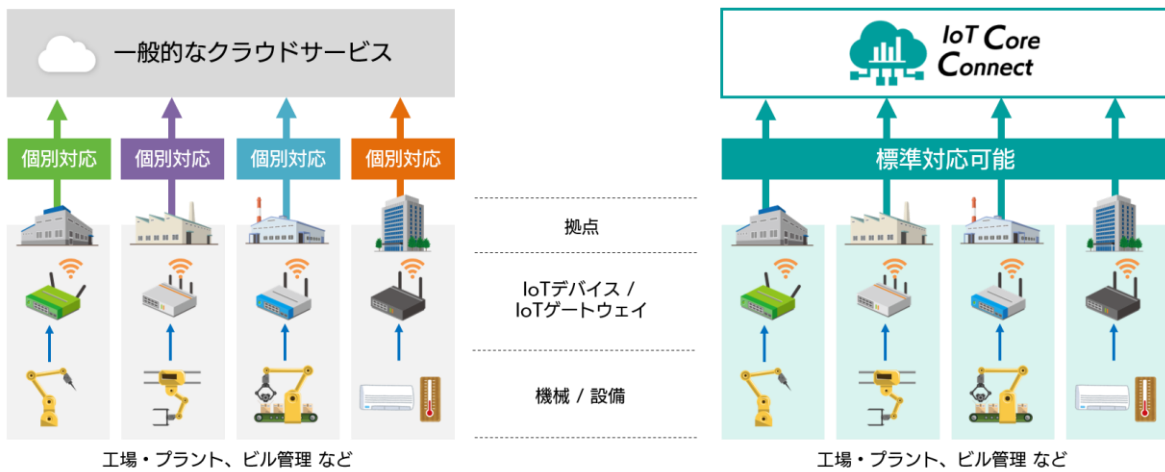 一般的なクラウドサービス
IoT Core
Connect
個別対応
個別対応
個別対応
個別対応
標準対応可能
拠点
IoTデバイス /
IoTゲートウェイ
機械 / 設備
工場・プラント、ビル管理 など
工場・プラント、ビル管理 など